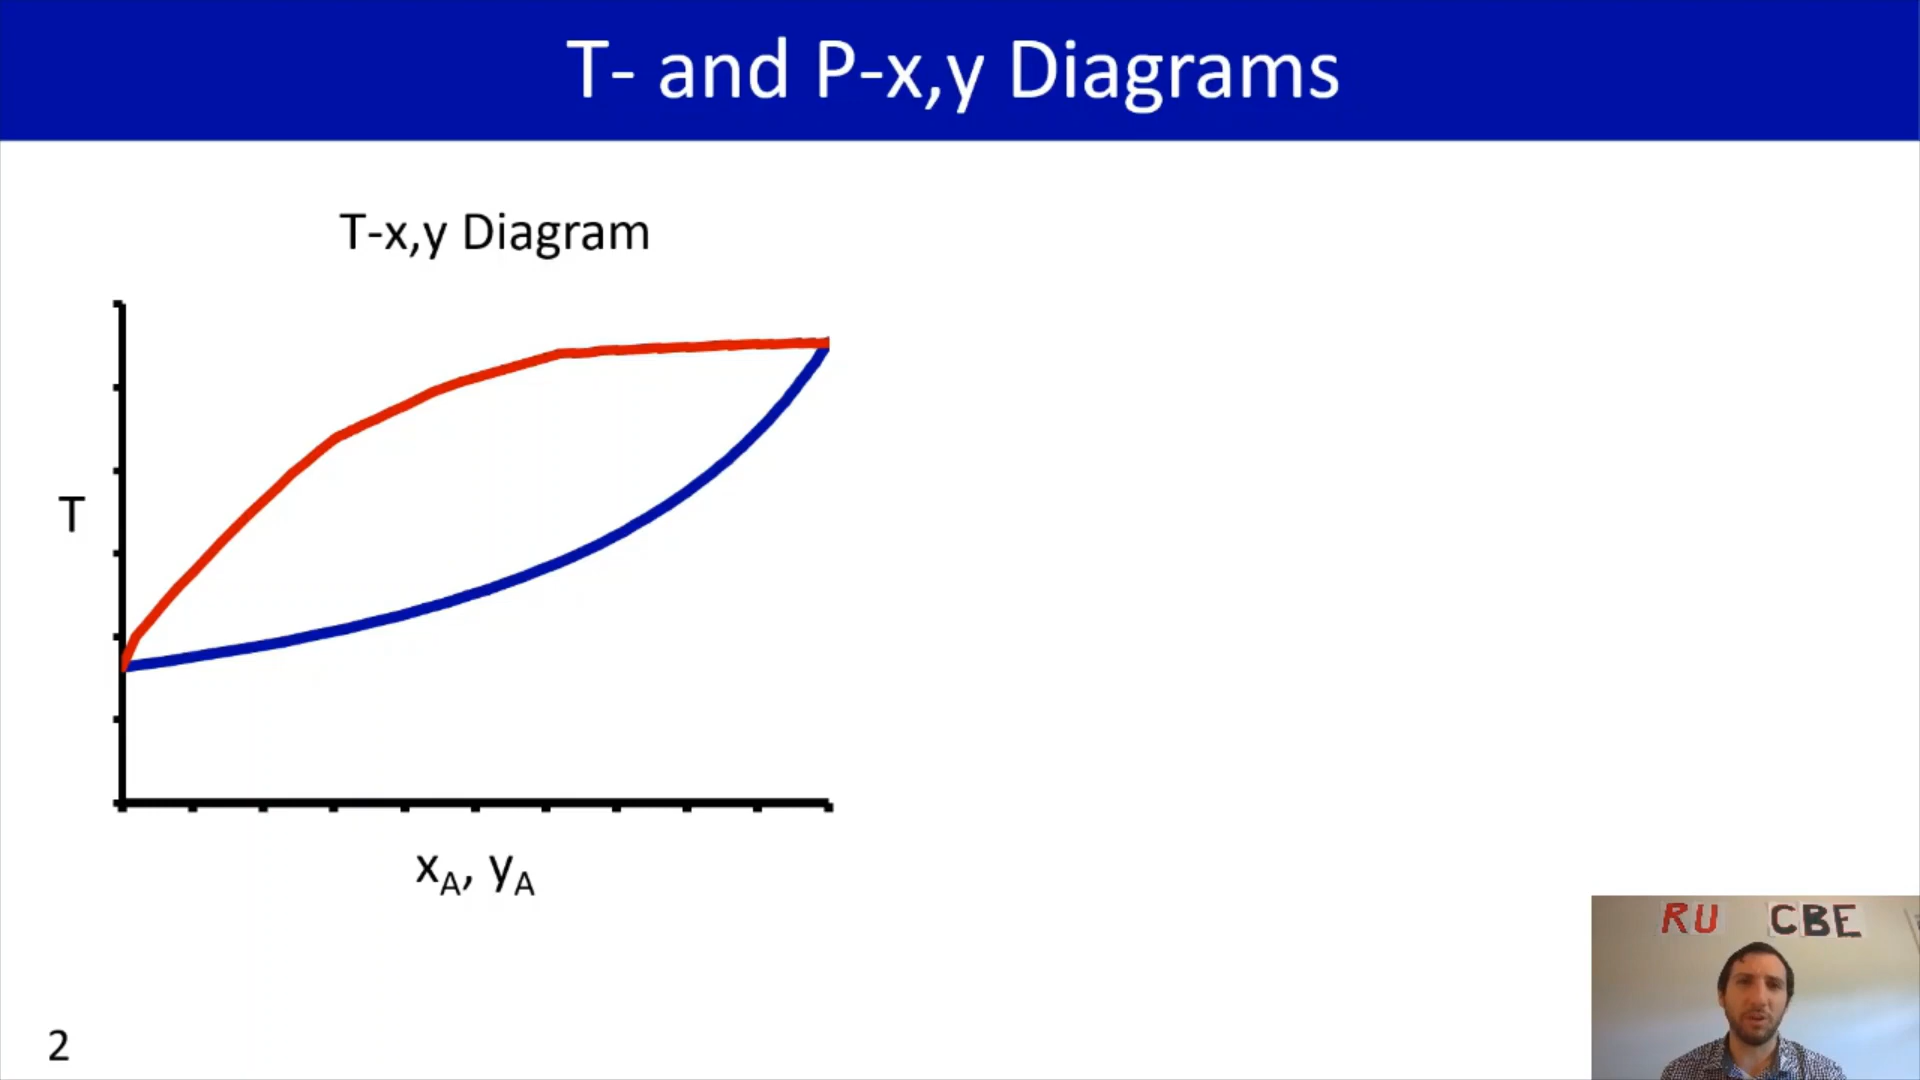 T- and P-x,y Diagrams
T-x,y Diagram
T
xA, yA
RU CBE
2